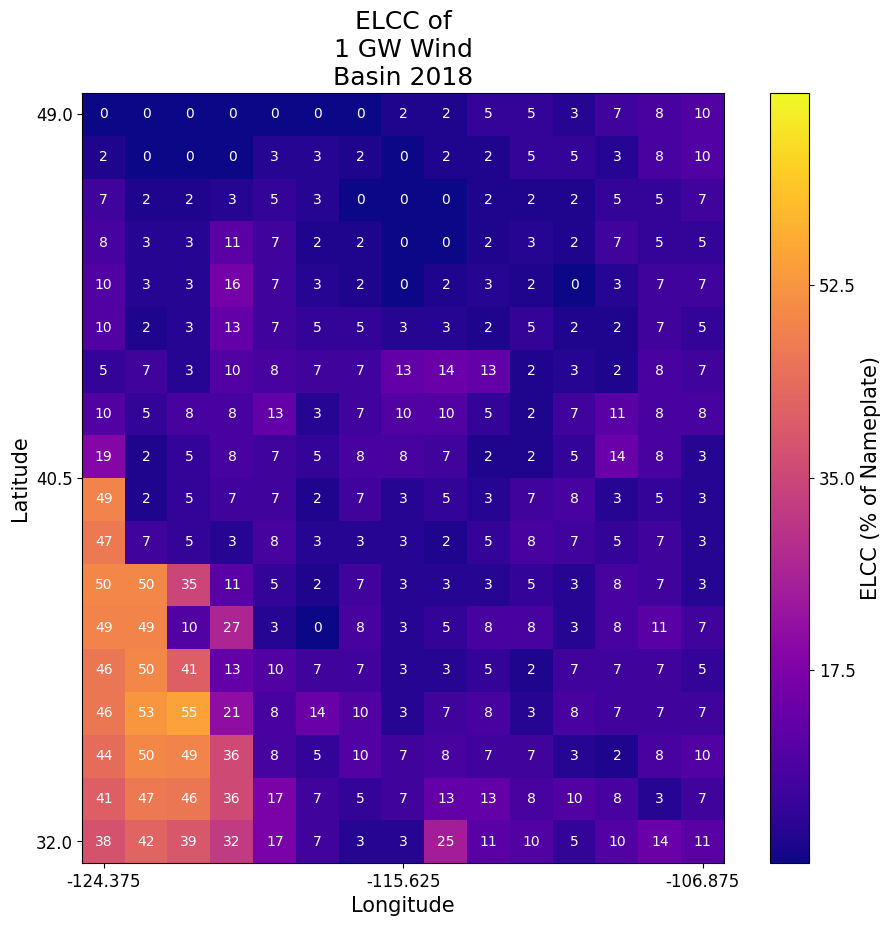 ELCC of
1 GW Wind
Basin 2018
49.0 0 0 0 0 0 0 0 2 2 5 5 3 7 8 10
2 0 0 0 3 3 2 0 2 2 5 5 3 8 10
7 2 2 3 5 3 0 0 0 2 2 2 5 5 7
8 3 3 11 7 2 2 0 0 2 3 2 7 5 5
10 3 3 16 7 3 2 0 2 3 2 0 3 7 7
52.5
10 2 3 13 7 5 5 3 3 2 5 2 2 7 5
5 7 3 10 8 7 7 13 14 13 2 3 2 8 7
10 5 8 8 13 3 7 10 10 5 2 7 11 8 8
19 2 5 8 7 5 8 8 7 2 2 5 14 8 3
40.5
35.0
49 2 5 7 7 2 7 3 5 3 7 8 3 5 3
47 7 5 3 8 3 3 3 2 5 8 7 5 7 3
50 50 35 11 5 2 7 3 3 3 5 3 8 7 3
49 49 10 27 3 0 8 3 5 8 8 3 8 11 7
46 50 41 13 10 7 7 3 3 5 2 7 7 7 5
17.5
46 53 55 21 8 14 10 3 7 8 3 8 7 7 7
44 50 49 36 8 5 10 7 8 7 7 3 2 8 10
41 47 46 36 17 7 5 7 13 13 8 10 8 3 7
32.0 38 42 39 32 17 7 3 3 25 11 10 5 10 14 11
-124.375 -115.625 -106.875
Longitude
Latitude
ELCC (% of Nameplate)